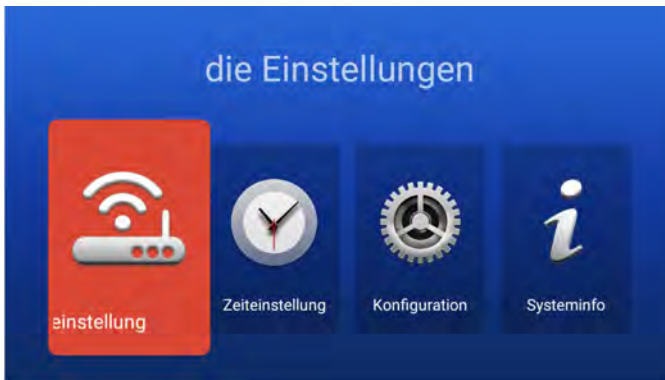 die Einstellungen
einstellung
Zeiteinstellung
Konfiguration
Systeminfo